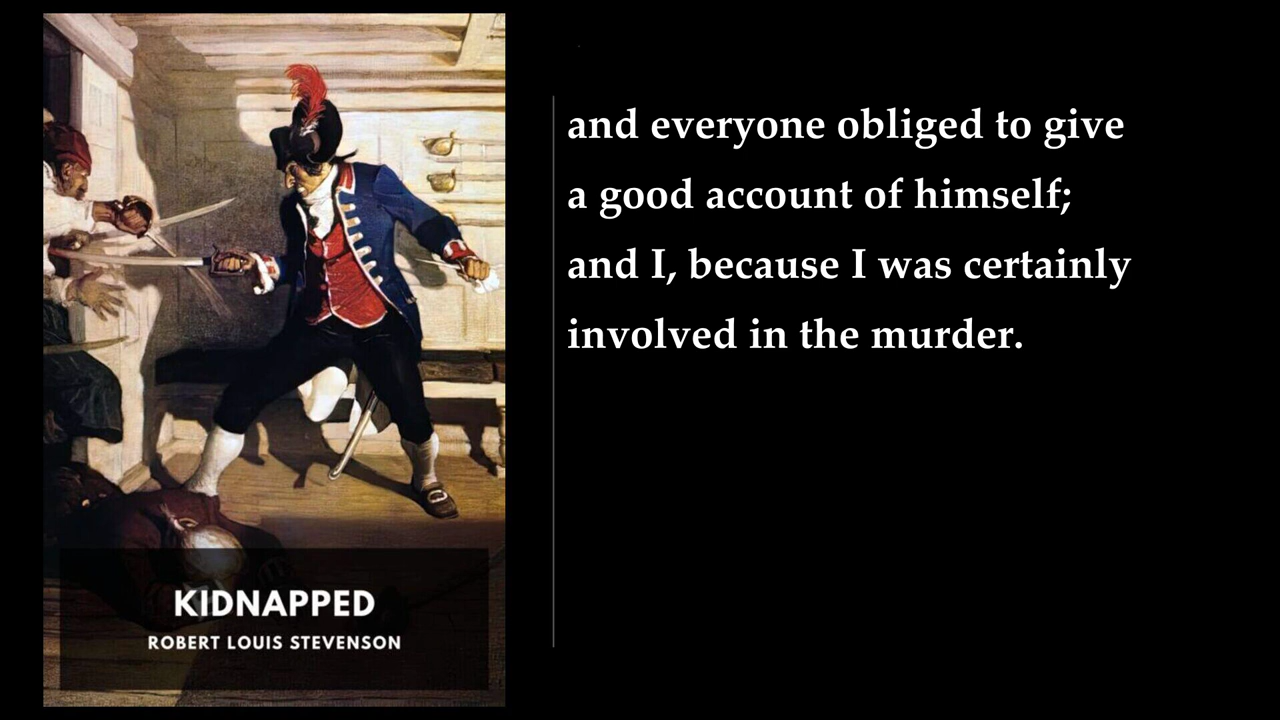 and everyone obliged to give
a good account of himself;
and I, because I was certainly
involved in the murder.
KIDNAPPED
ROBERT LOUIS STEVENSON